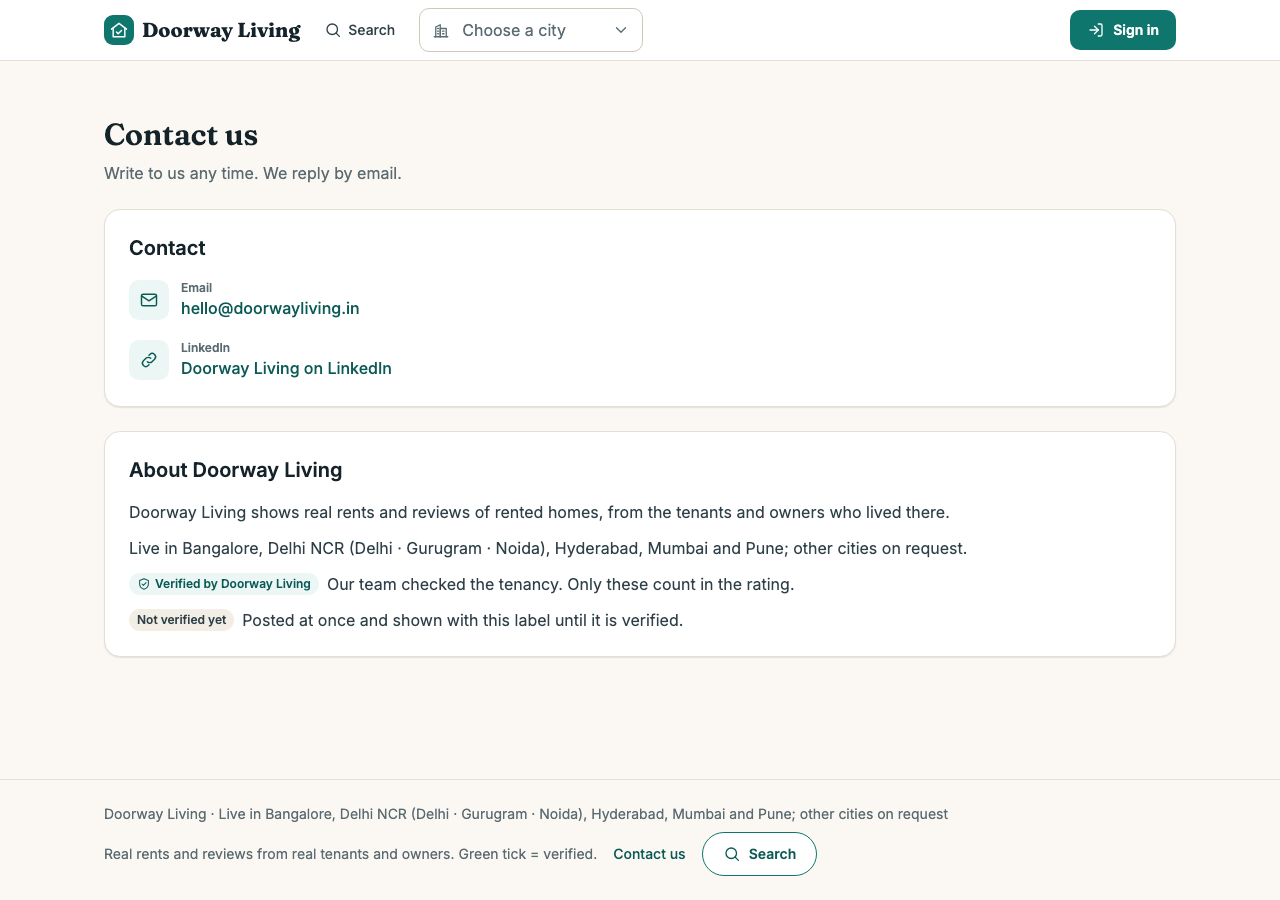 Doorway Living
Search
Choose a city
Sign in
Contact us
Write to us any time. We reply by email.
Contact
Email
hello@doorwayliving.in
LinkedIn
Doorway Living on LinkedIn
About Doorway Living
Doorway Living shows real rents and reviews of rented homes, from the tenants and owners who lived there.
Live in Bangalore, Delhi NCR (Delhi · Gurugram · Noida), Hyderabad, Mumbai and Pune; other cities on request.
Verified by Doorway Living Our team checked the tenancy. Only these count in the rating.
Not verified yet Posted at once and shown with this label until it is verified.
Doorway Living · Live in Bangalore, Delhi NCR (Delhi · Gurugram · Noida), Hyderabad, Mumbai and Pune; other cities on request
Real rents and reviews from real tenants and owners. Green tick = verified. Contact us Search